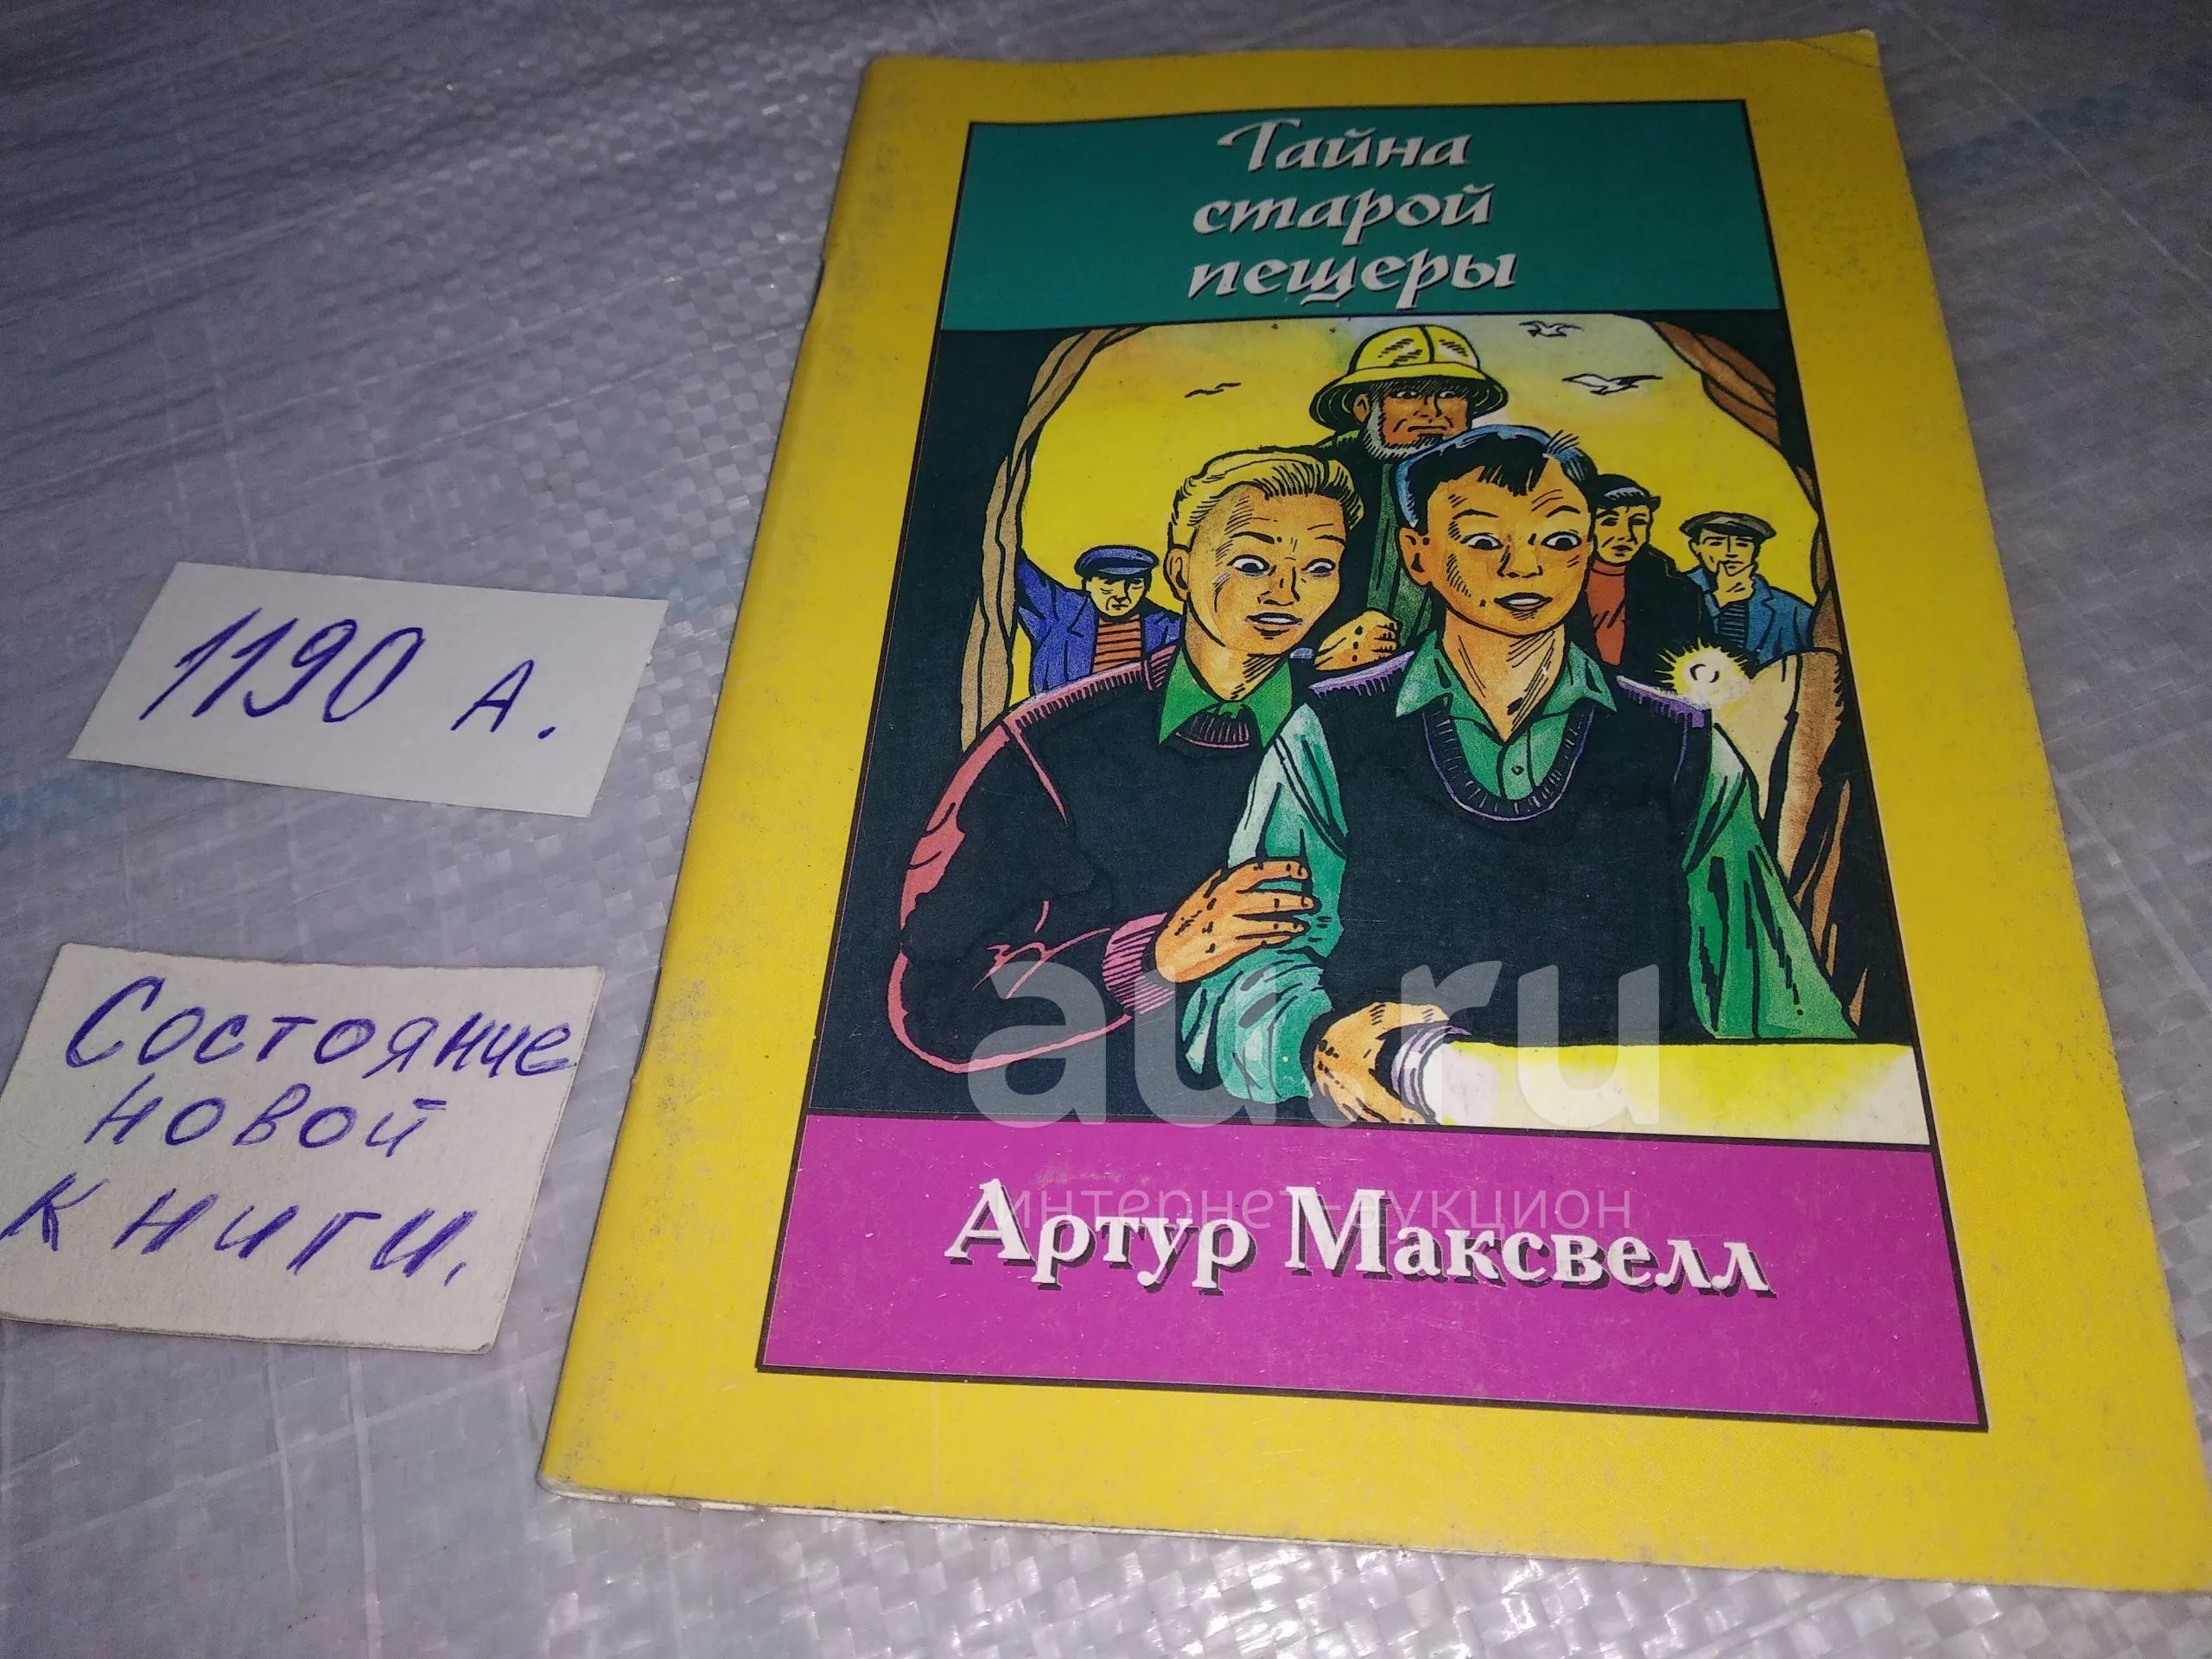 Тайна
старой
пещеры
1190 А.
Состояние
новой
книги.
au.ru
интернет-аукцион
Артур Максвелл